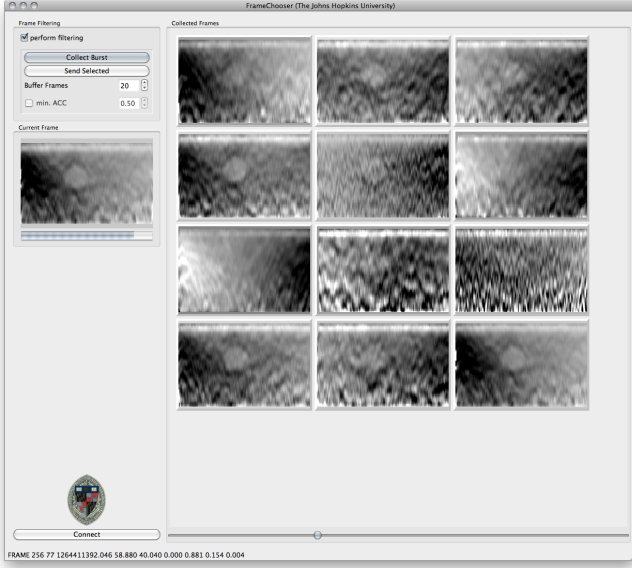 FrameChooser (The Johns Hopkins University)
Frame Filtering
perform filtering
Collect Burst
Send Selected
Buffer Frames 20
min. ACC 0.50
Current Frame
Collected Frames
Connect
FRAME 256 77 1264411392.046 58.880 40.040 0.000 0.881 0.154 0.004